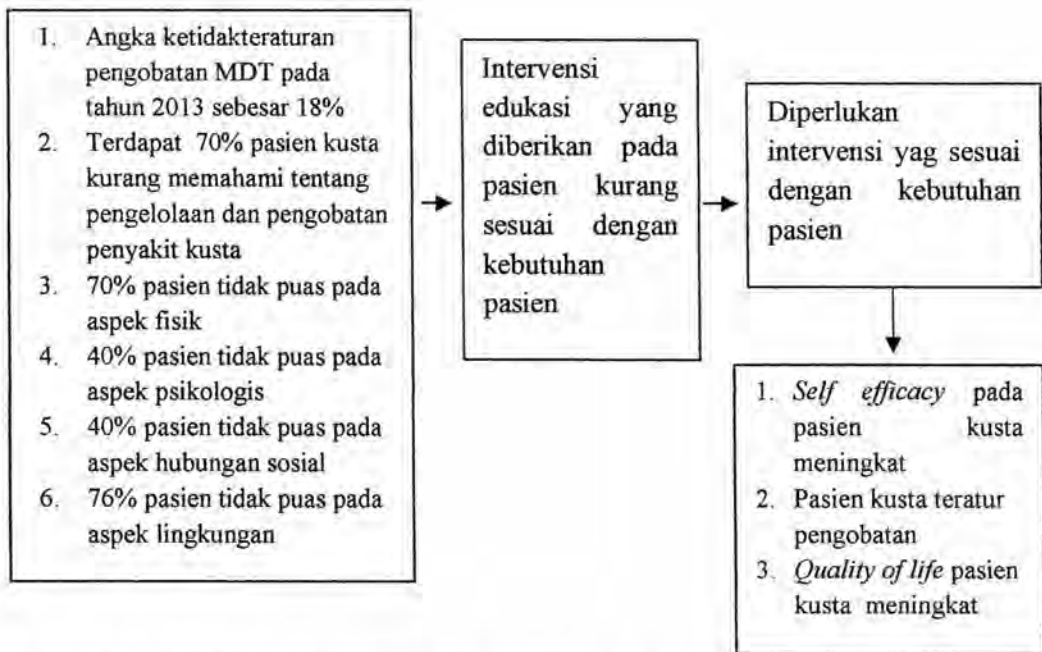 1. Angka ketidakteraturan
pengobatan MDT pada
tahun 2013 sebesar 18%
2. Terdapat 70% pasien kusta
kurang memahami tentang
pengelolaan dan pengobatan
penyakit kusta
3. 70% pasien tidak puas pada
aspek fisik
4. 40% pasien tidak puas pada
aspek psikologis
5. 40% pasien tidak puas pada
aspek hubungan sosial
6. 76% pasien tidak puas pada
aspek lingkungan
Intervensi
edukasi yang
diberikan pada
pasien kurang
sesuai dengan
kebutuhan
pasien
Diperlukan
intervensi yag sesuai
dengan kebutuhan
pasien
1. Self efficacy pada
pasien kusta
meningkat
2. Pasien kusta teratur
pengobatan
3. Quality of life pasien
kusta meningkat